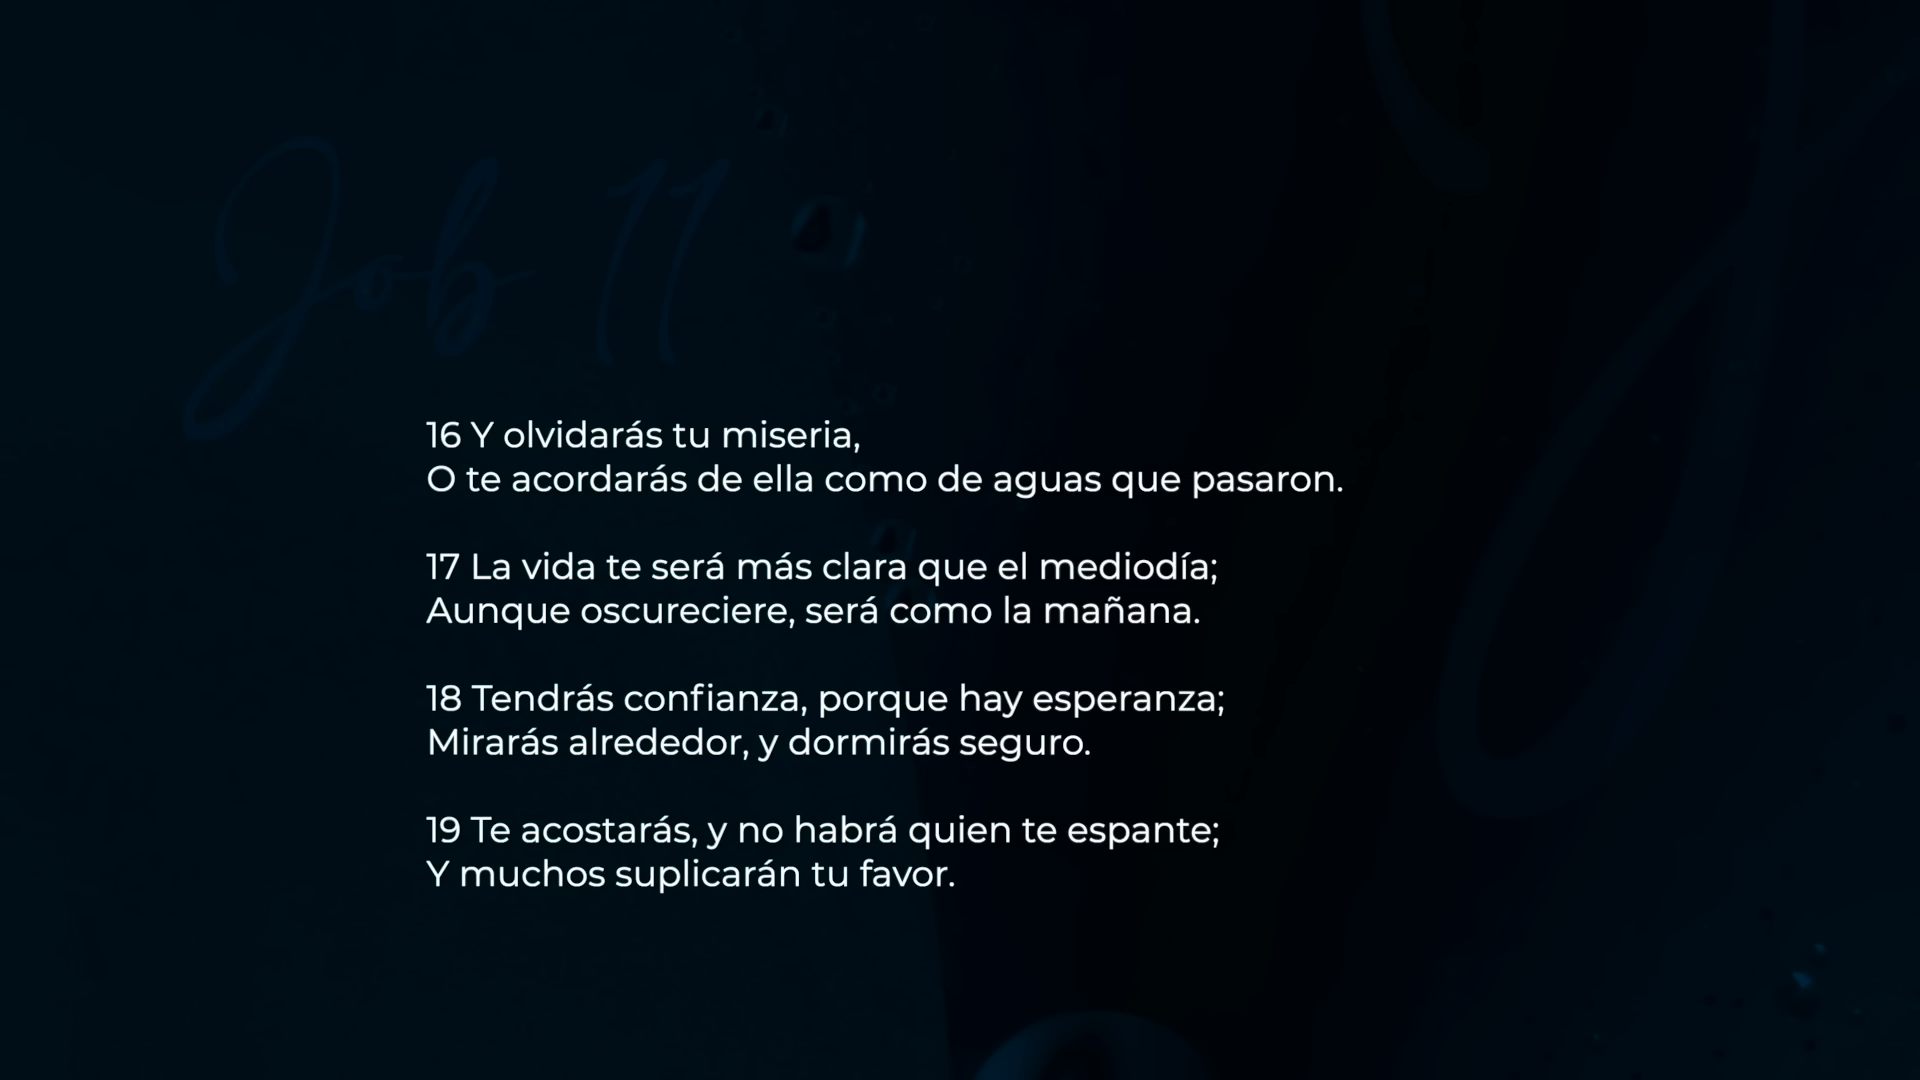 Job 11
16 Y olvidarás tu miseria,
O te acordarás de ella como de aguas que pasaron.
17 La vida te será más clara que el mediodía;
Aunque oscureciere, será como la mañana.
18 Tendrás confianza, porque hay esperanza;
Mirarás alrededor, y dormirás seguro.
19 Te acostarás, y no habrá quien te espante;
Y muchos suplicarán tu favor.